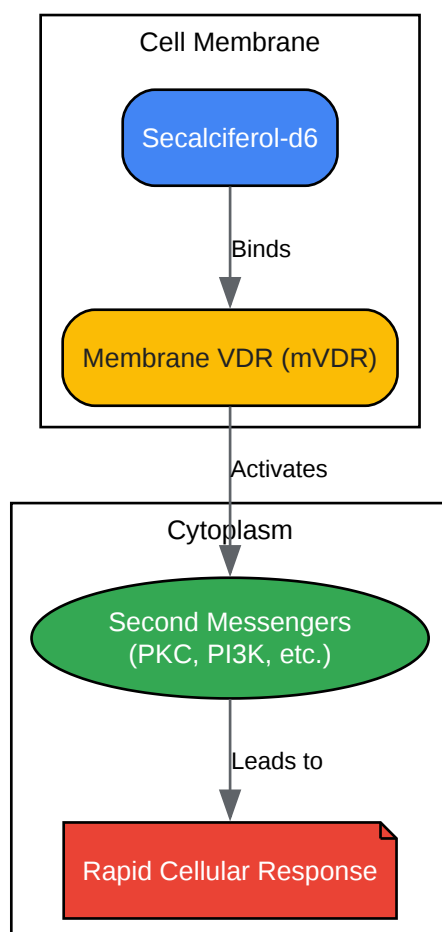 Cell Membrane
Secalciferol-d6
Binds
Membrane VDR (mVDR)
Activates
Cytoplasm
Second Messengers
(PKC, PI3K, etc.)
Leads to
Rapid Cellular Response